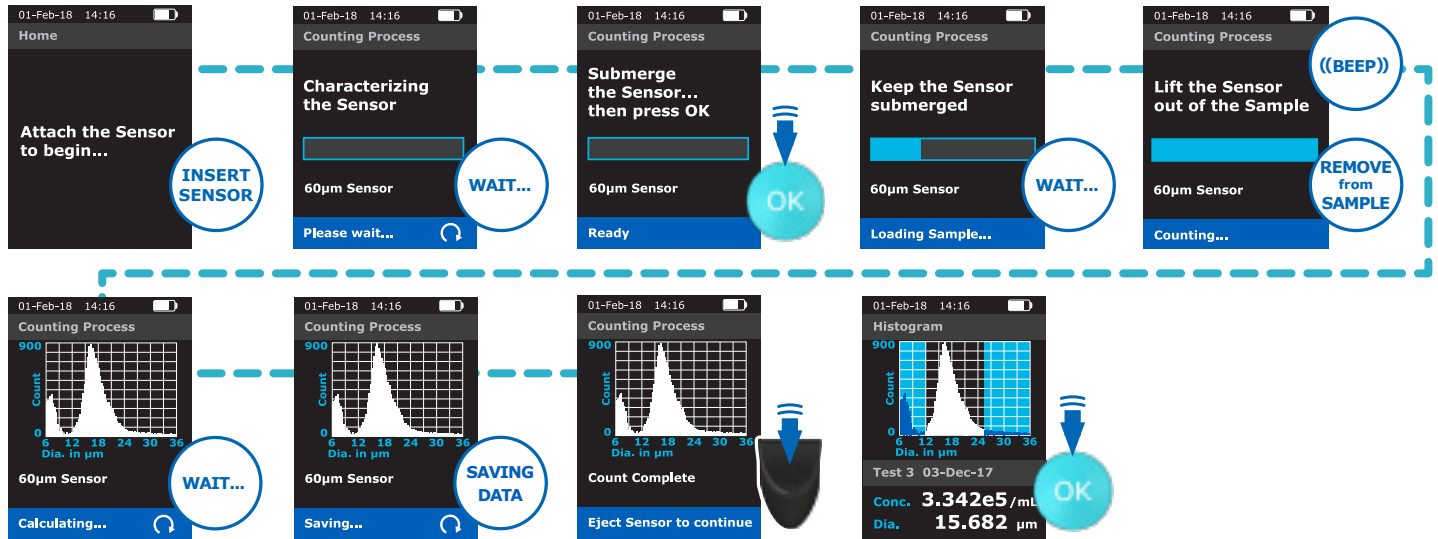 01-Feb-18 14:16
Home
Attach the Sensor
to begin...
INSERT
SENSOR
01-Feb-18 14:16
Counting Process
Characterizing
the Sensor
60µm Sensor
Please wait...
WAIT...
01-Feb-18 14:16
Counting Process
Submerge
the Sensor...
then press OK
60µm Sensor
Ready
OK
01-Feb-18 14:16
Counting Process
Keep the Sensor
submerged
60µm Sensor
Loading Sample...
WAIT...
01-Feb-18 14:16
Counting Process
Lift the Sensor
out of the Sample
60µm Sensor
Counting...
((BEEP))
REMOVE
from
SAMPLE
01-Feb-18 14:16
Counting Process
900
Count
0
6 12 18 24 30 36
Dia. in µm
60µm Sensor
Calculating...
WAIT...
01-Feb-18 14:16
Counting Process
900
Count
0
6 12 18 24 30 36
Dia. in µm
60µm Sensor
Saving...
SAVING
DATA
01-Feb-18 14:16
Counting Process
900
Count
0
6 12 18 24 30 36
Dia. in µm
Count Complete
Eject Sensor to continue
01-Feb-18 14:16
Histogram
900
Count
0
6 12 18 24 30 36
Dia. in µm
Test 3 03-Dec-17
Conc. 3.342e5/mL
Dia. 15.682 µm
OK